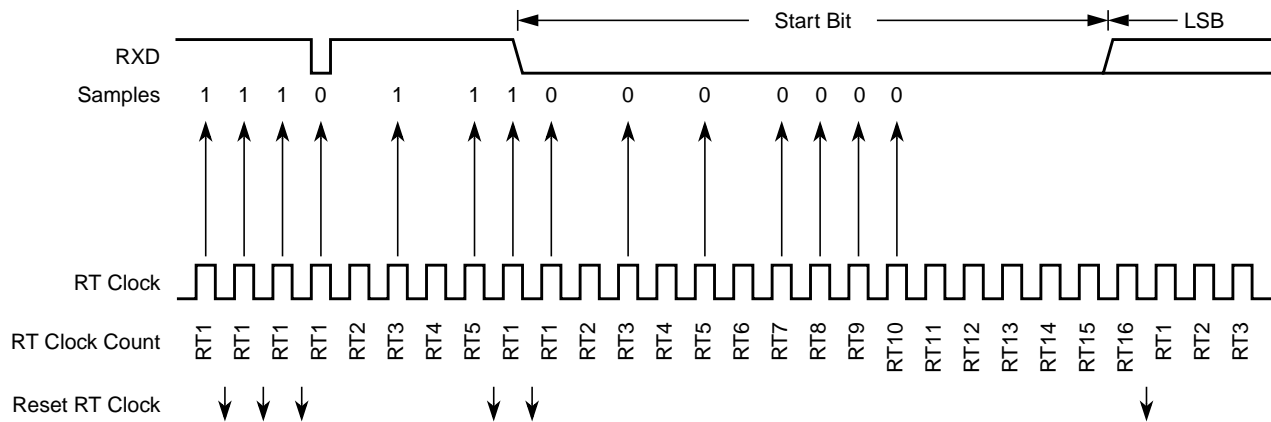 Start Bit LSB
RXD
Samples 1 1 1 0 1 1 1 0 0 0 0 0 0 0
RT Clock
RT Clock Count RT1 RT1 RT1 RT1 RT2 RT3 RT4 RT5 RT1 RT1 RT2 RT3 RT4 RT5 RT6 RT7 RT8 RT9 RT10 RT11 RT12 RT13 RT14 RT15 RT16 RT1 RT2 RT3
Reset RT Clock